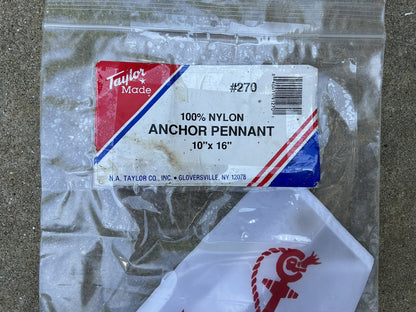 Taylor
Made
#270
100% NYLON
ANCHOR PENNANT
10"x 16"
N.A. TAYLOR CO., INC. • GLOVERSVILLE, NY 12078